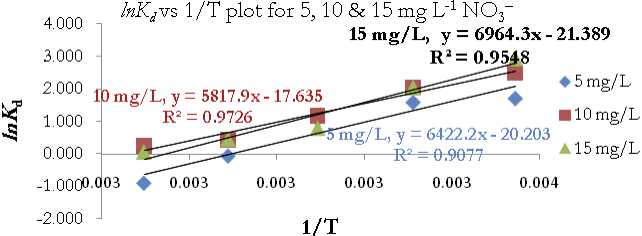 lnKd vs 1/T plot for 5, 10 & 15 mg L-1 NO3−
15 mg/L, y = 6964.3x - 21.389
R² = 0.9548
10 mg/L, y = 5817.9x - 17.635
R² = 0.9726
5 mg/L, y = 6422.2x - 20.203
R² = 0.9077
lnKd
4.000
3.000
2.000
1.000
0.000
-1.000
-2.000
0.003
0.003
0.003
0.003
0.003
0.004
1/T
5 mg/L
10 mg/L
15 mg/L